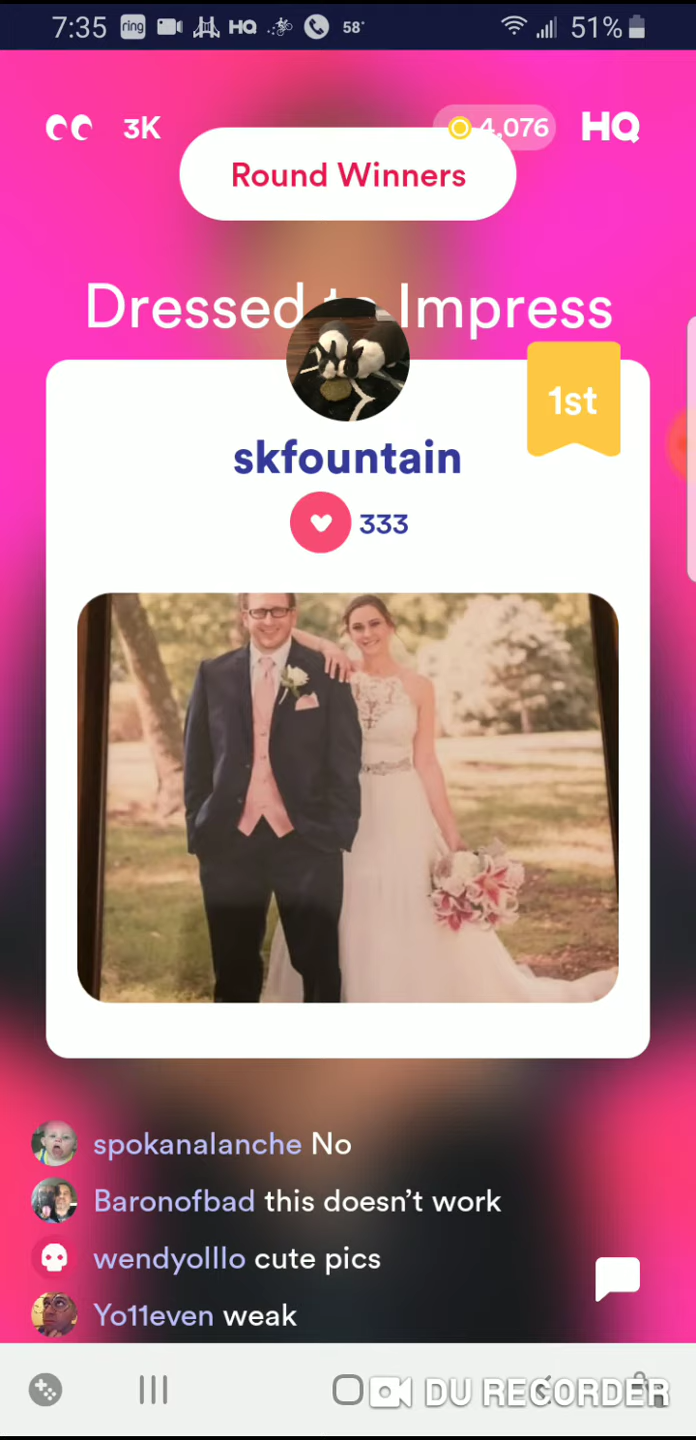 7:35 ring HQ 58° 51%
3K 4,076 HQ
Round Winners
Dressed to Impress
1st
skfountain
333
spokanalanche No
Baronofbad this doesn't work
wendyolllo cute pics
Yo11even weak
DU RECORDER